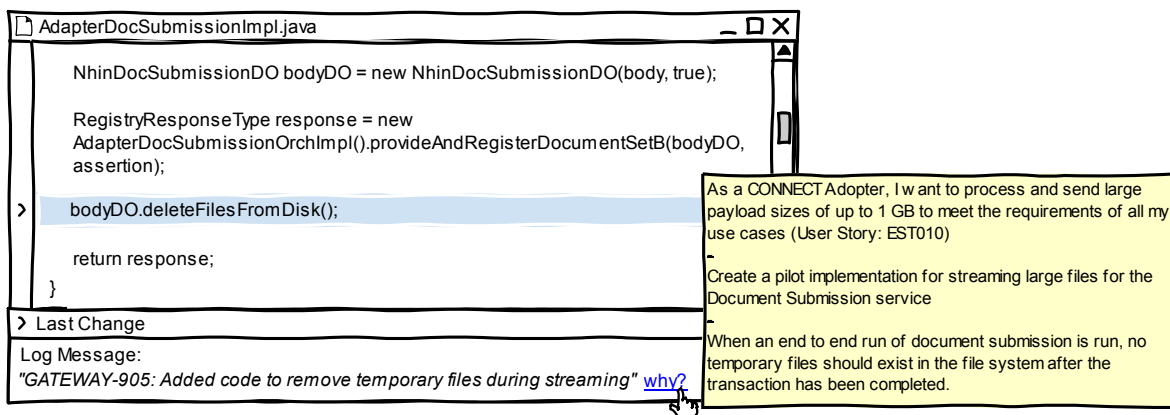 AdapterDocSubmissionImpl.java
NhinDocSubmissionDO bodyDO = new NhinDocSubmissionDO(body, true);
RegistryResponseType response = new
AdapterDocSubmissionOrchImpl().provideAndRegisterDocumentSetB(bodyDO,
assertion);
bodyDO.deleteFilesFromDisk();
return response;
}
Last Change
Log Message:
"GATEWAY-905: Added code to remove temporary files during streaming" why?
As a CONNECT Adopter, I want to process and send large
payload sizes of up to 1 GB to meet the requirements of all my
use cases (User Story: EST010)
-
Create a pilot implementation for streaming large files for the
Document Submission service
-
When an end to end run of document submission is run, no
temporary files should exist in the file system after the
transaction has been completed.